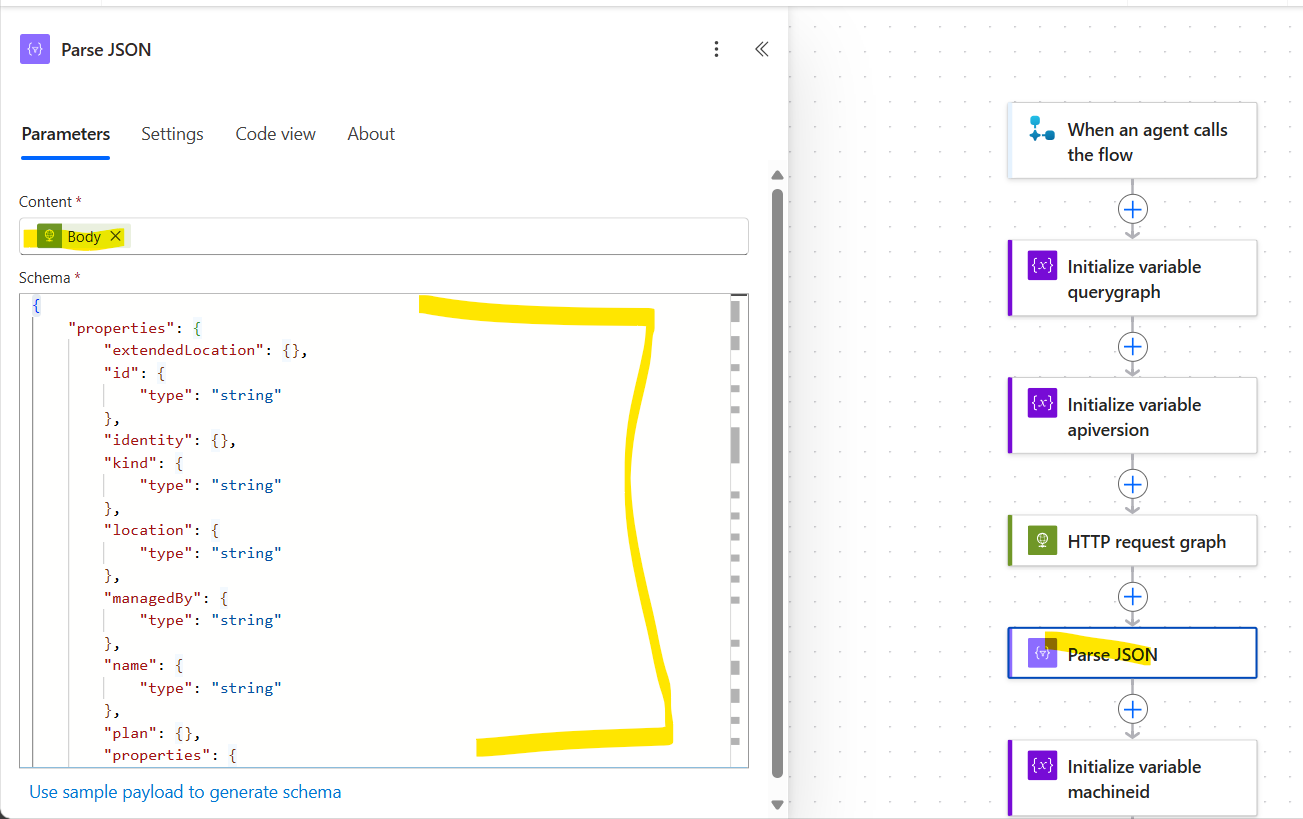 Parse JSON
Parameters
Settings
Code view
About
Content *
Body
Schema *
{
"properties": {
"extendedLocation": {},
"id": {
"type": "string"
},
"identity": {},
"kind": {
"type": "string"
},
"location": {
"type": "string"
},
"managedBy": {
"type": "string"
},
"name": {
"type": "string"
},
"plan": {},
"properties": {
Use sample payload to generate schema
When an agent calls
the flow
Initialize variable
querygraph
Initialize variable
apiversion
HTTP request graph
Parse JSON
Initialize variable
machineid